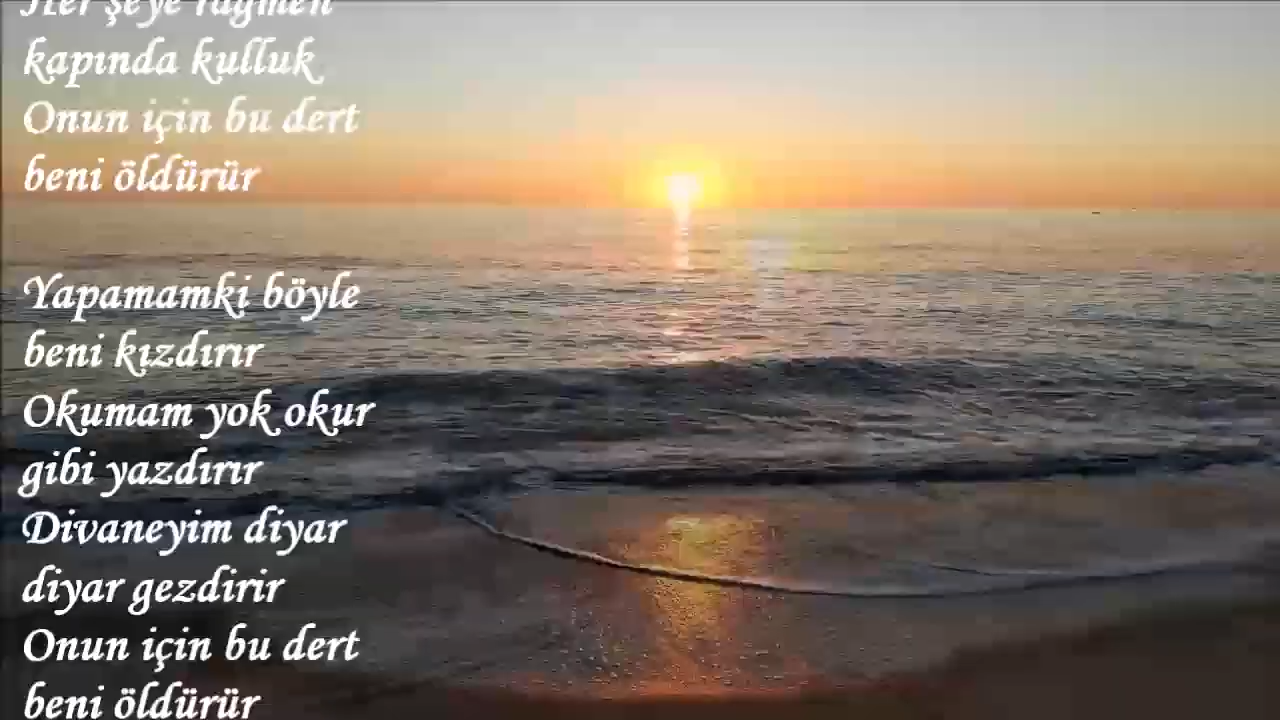 Her şeye rağmen
kapında kulluk
Onun için bu dert
beni öldürür
Yapamamki böyle
beni kızdırır
Okumam yok okur
gibi yazdırır
Divaneyim diyar
diyar gezdirir
Onun için bu dert
beni öldürür